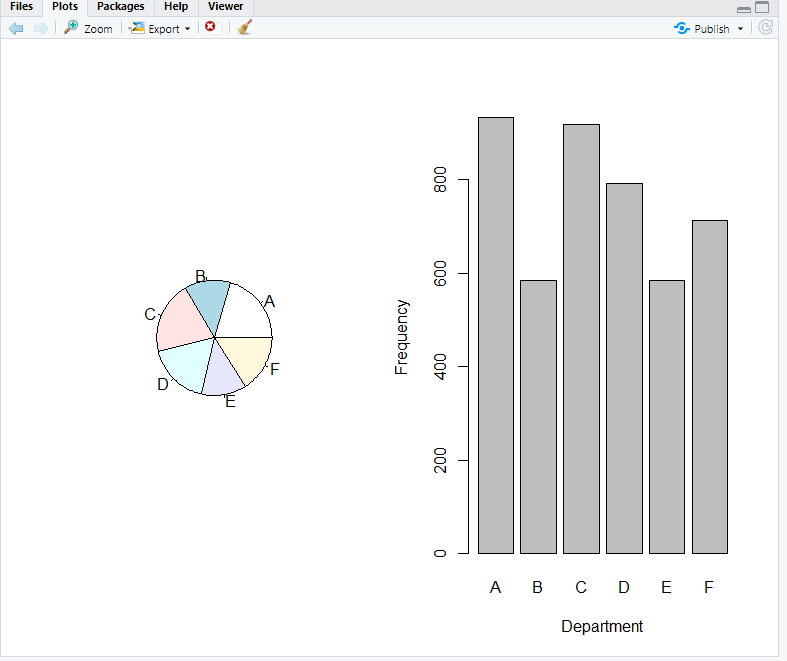 Files Plots Packages Help Viewer
Zoom Export Publish
A
B
C
D
E
F
Frequency
800
600
400
200
0
A B C D E F
Department